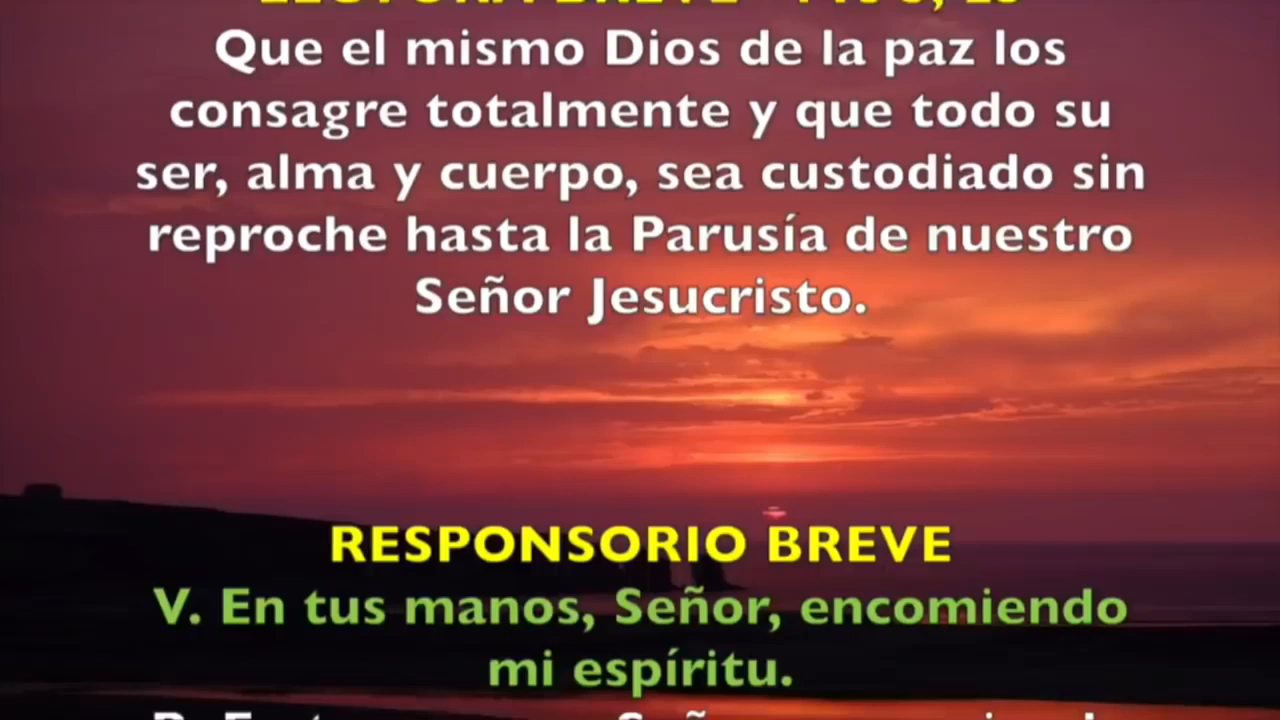 Que el mismo Dios de la paz los
consagre totalmente y que todo su
ser, alma y cuerpo, sea custodiado sin
reproche hasta la Parusía de nuestro
Señor Jesucristo.
RESPONSORIO BREVE
V. En tus manos, Señor, encomiendo
mi espíritu.